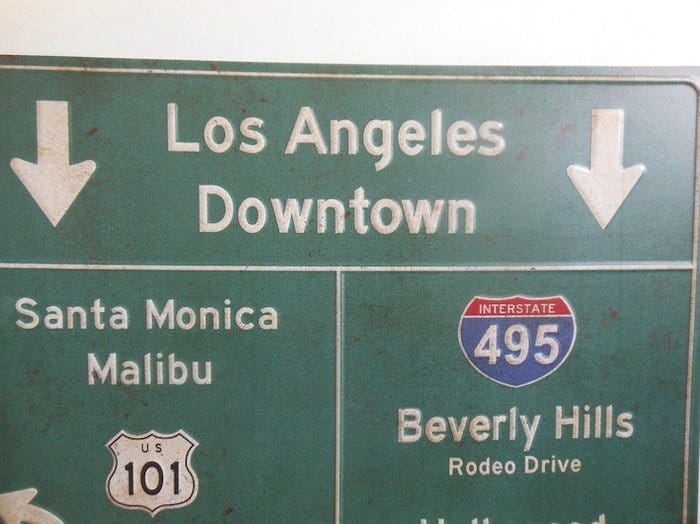 Los Angeles
Downtown
Santa Monica
Malibu
US
101
INTERSTATE
495
Beverly Hills
Rodeo Drive